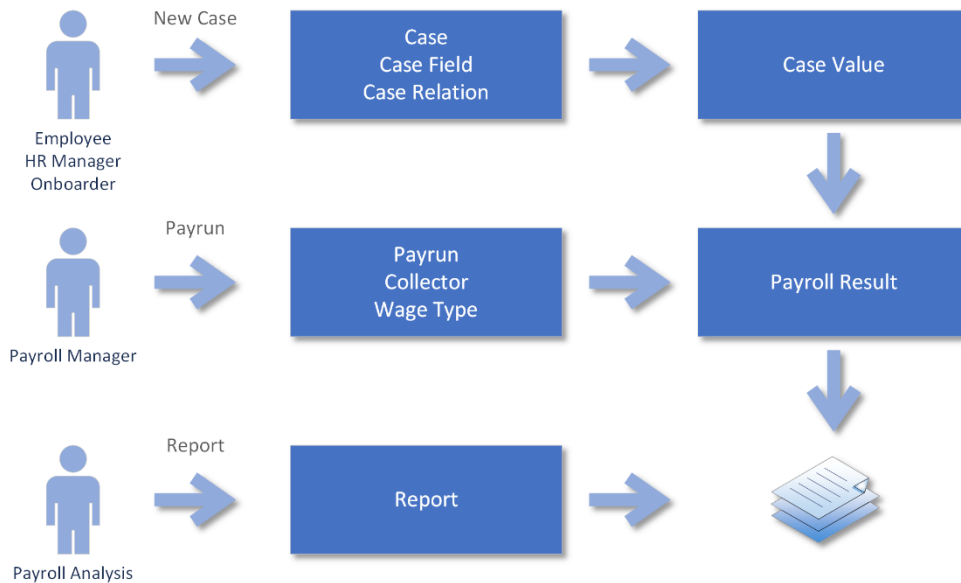 New Case
Case
Case Field
Case Relation
Case Value
Employee
HR Manager
Onboarder
Payrun
Payrun
Collector
Wage Type
Payroll Result
Payroll Manager
Report
Report
Payroll Analysis